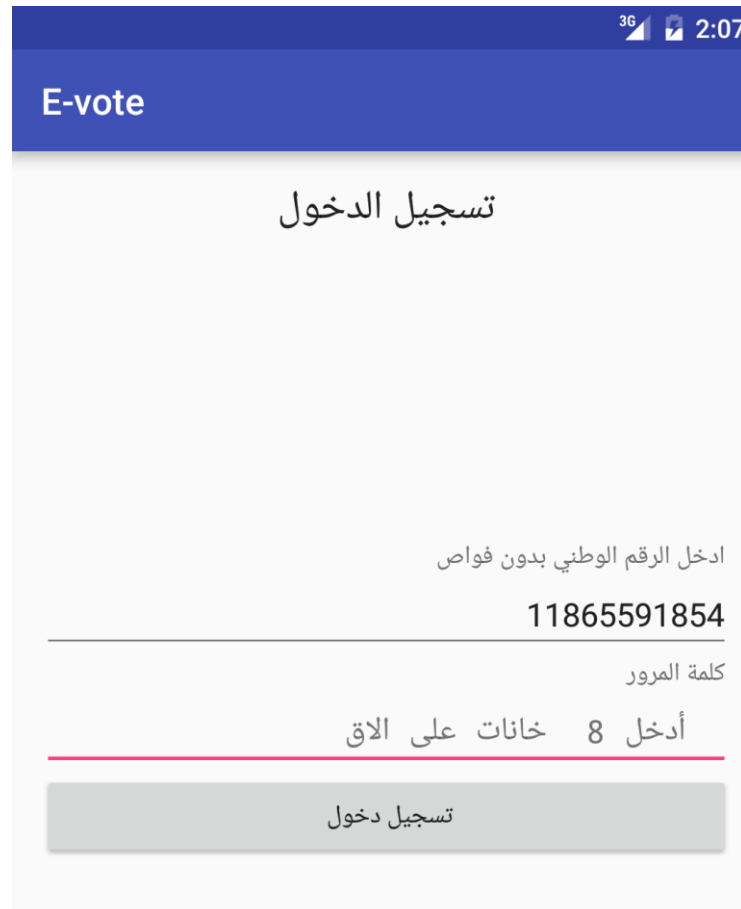 3G 2:07
E-vote
تسجيل الدخول
ادخل الرقم الوطني بدون فواص
11865591854
كلمة المرور
أدخل 8 خانات على الاق
تسجيل دخول